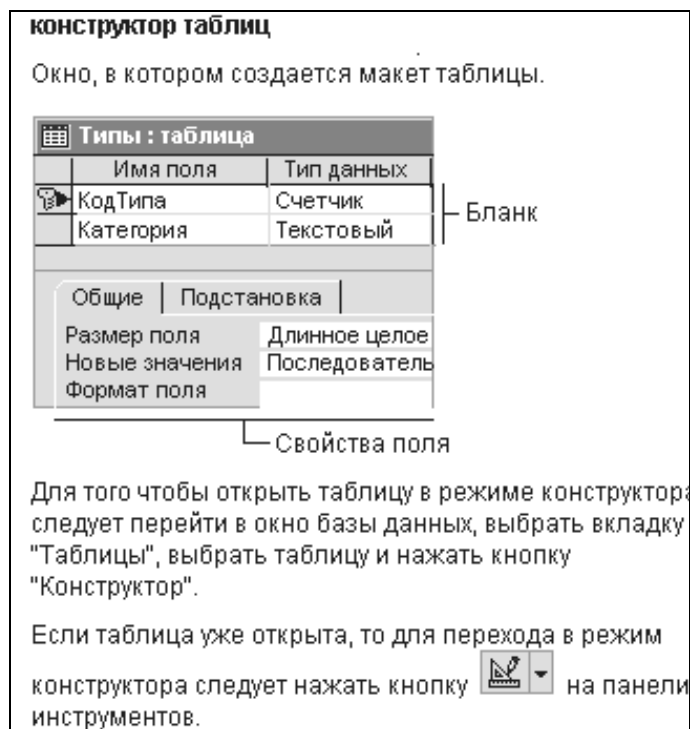 конструктор таблиц
Окно, в котором создается макет таблицы.
Типы : таблица
Имя поля Тип данных
КодТипа Счетчик
Категория Текстовый
Бланк
Общие Подстановка
Размер поля Длинное целое
Новые значения Последователь
Формат поля
Свойства поля
Для того чтобы открыть таблицу в режиме конструктора
следует перейти в окно базы данных, выбрать вкладку
"Таблицы", выбрать таблицу и нажать кнопку
"Конструктор".
Если таблица уже открыта, то для перехода в режим
конструктора следует нажать кнопку на панели
инструментов.